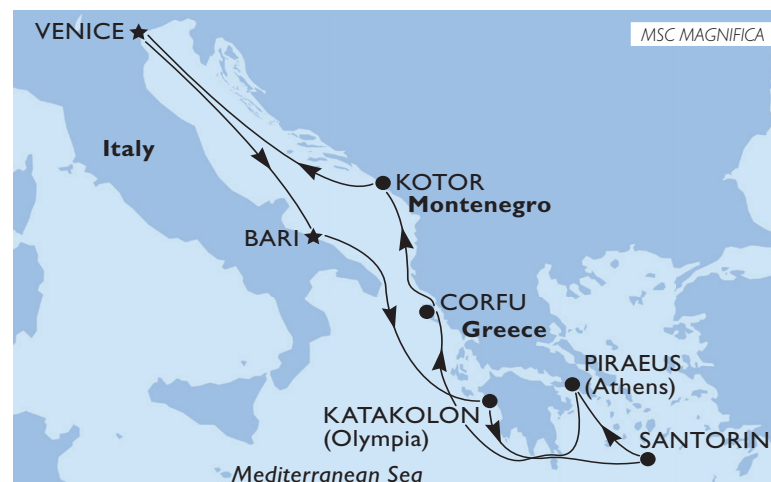 VENICE
MSC MAGNIFICA
Italy
KOTOR
Montenegro
BARI
CORFU
Greece
PIRAEUS
(Athens)
KATAKOLON
(Olympia)
SANTORIN
Mediterranean Sea